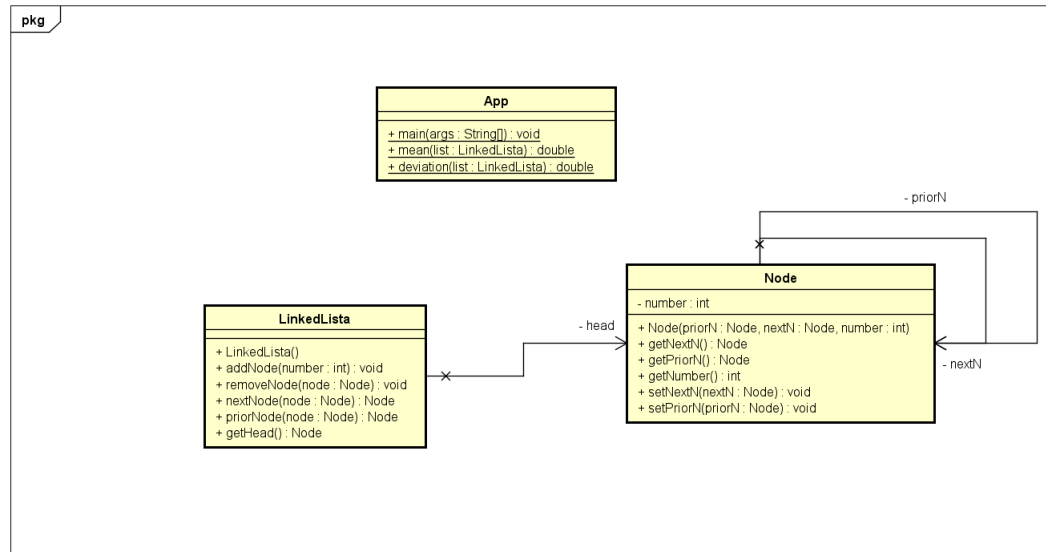 pkg
App
+ main(args : String[]) : void
+ mean(list : LinkedLista) : double
+ deviation(list : LinkedLista) : double
- priorN
Node
- number : int
+ Node(priorN : Node, nextN : Node, number : int)
+ getNextN() : Node
+ getPriorN() : Node
+ getNumber() : int
+ setNextN(nextN : Node) : void
+ setPriorN(priorN : Node) : void
- nextN
- head
LinkedLista
+ LinkedLista()
+ addNode(number : int) : void
+ removeNode(node : Node) : void
+ nextNode(node : Node) : Node
+ priorNode(node : Node) : Node
+ getHead() : Node